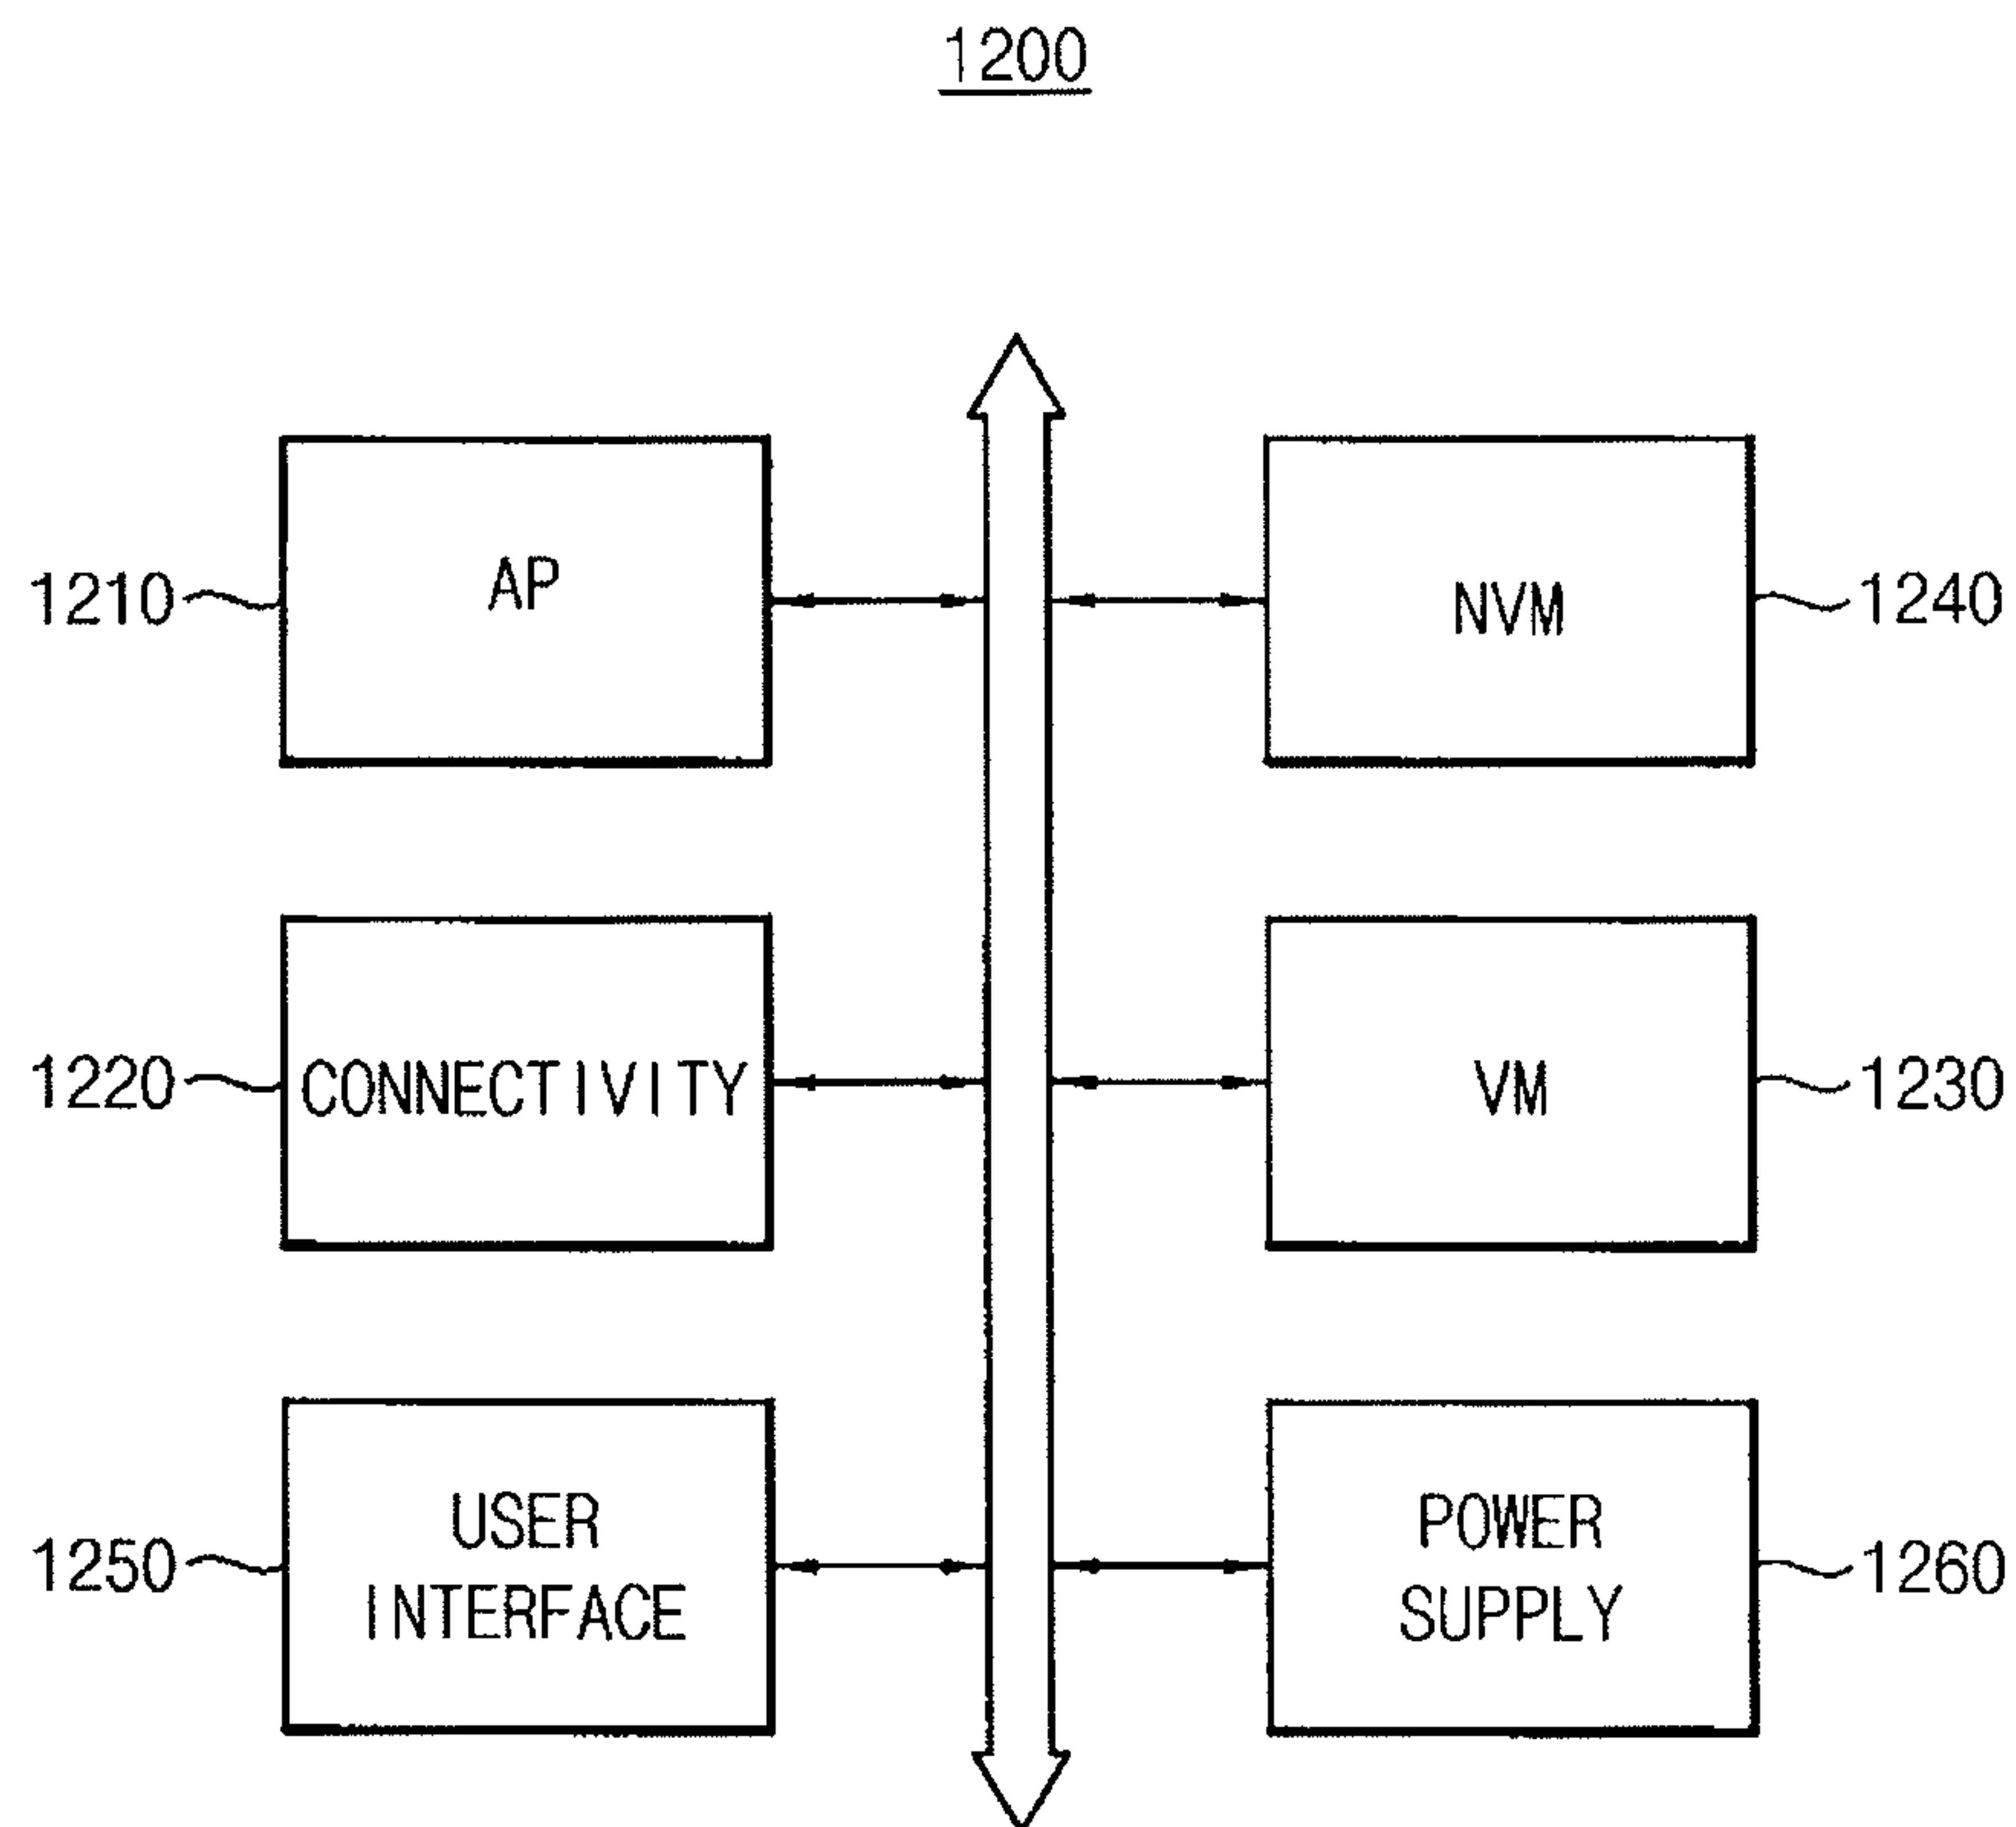 1200
1210
AP
NVM
1240
1220
CONNECTIVITY
VM
1230
1250
USER
INTERFACE
POWER
SUPPLY
1260